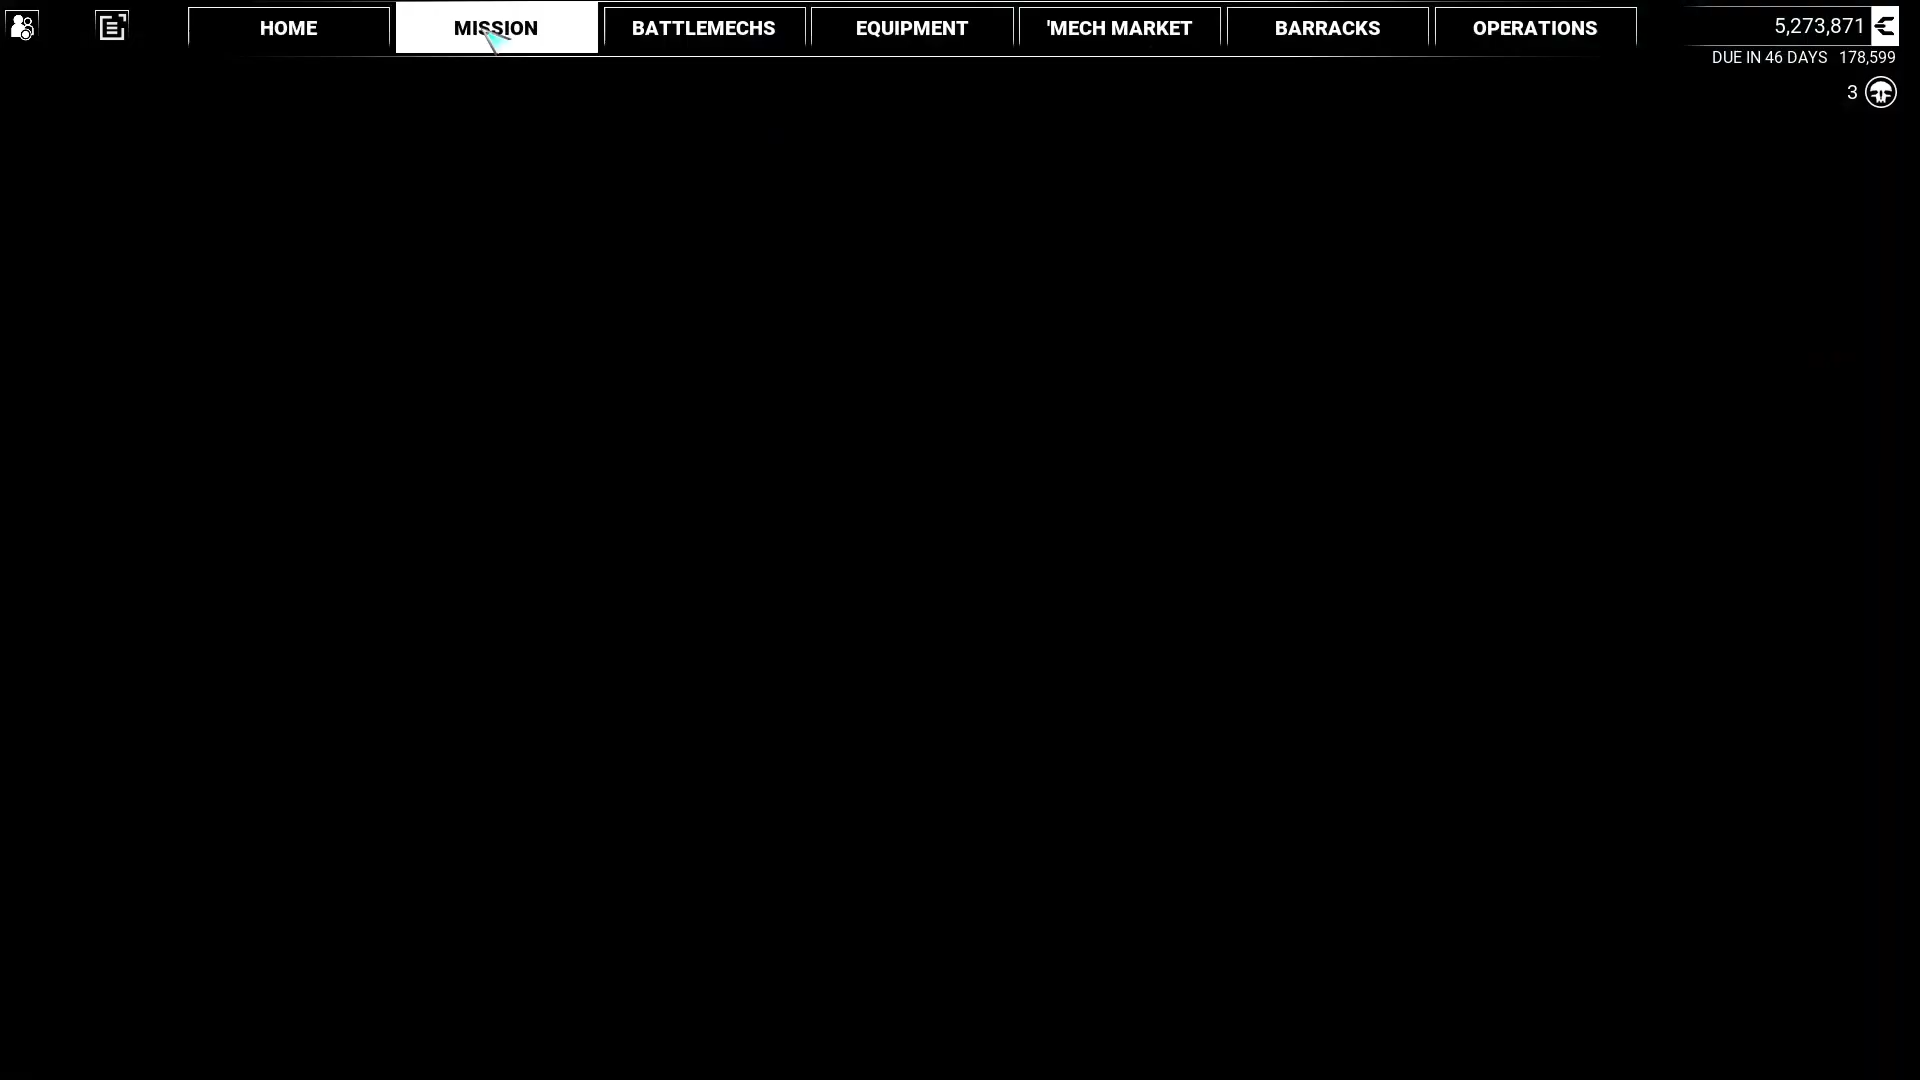 HOME
MISSION
BATTLEMECHS
EQUIPMENT
'MECH MARKET
BARRACKS
OPERATIONS
5,273,871
DUE IN 46 DAYS 178,599
3